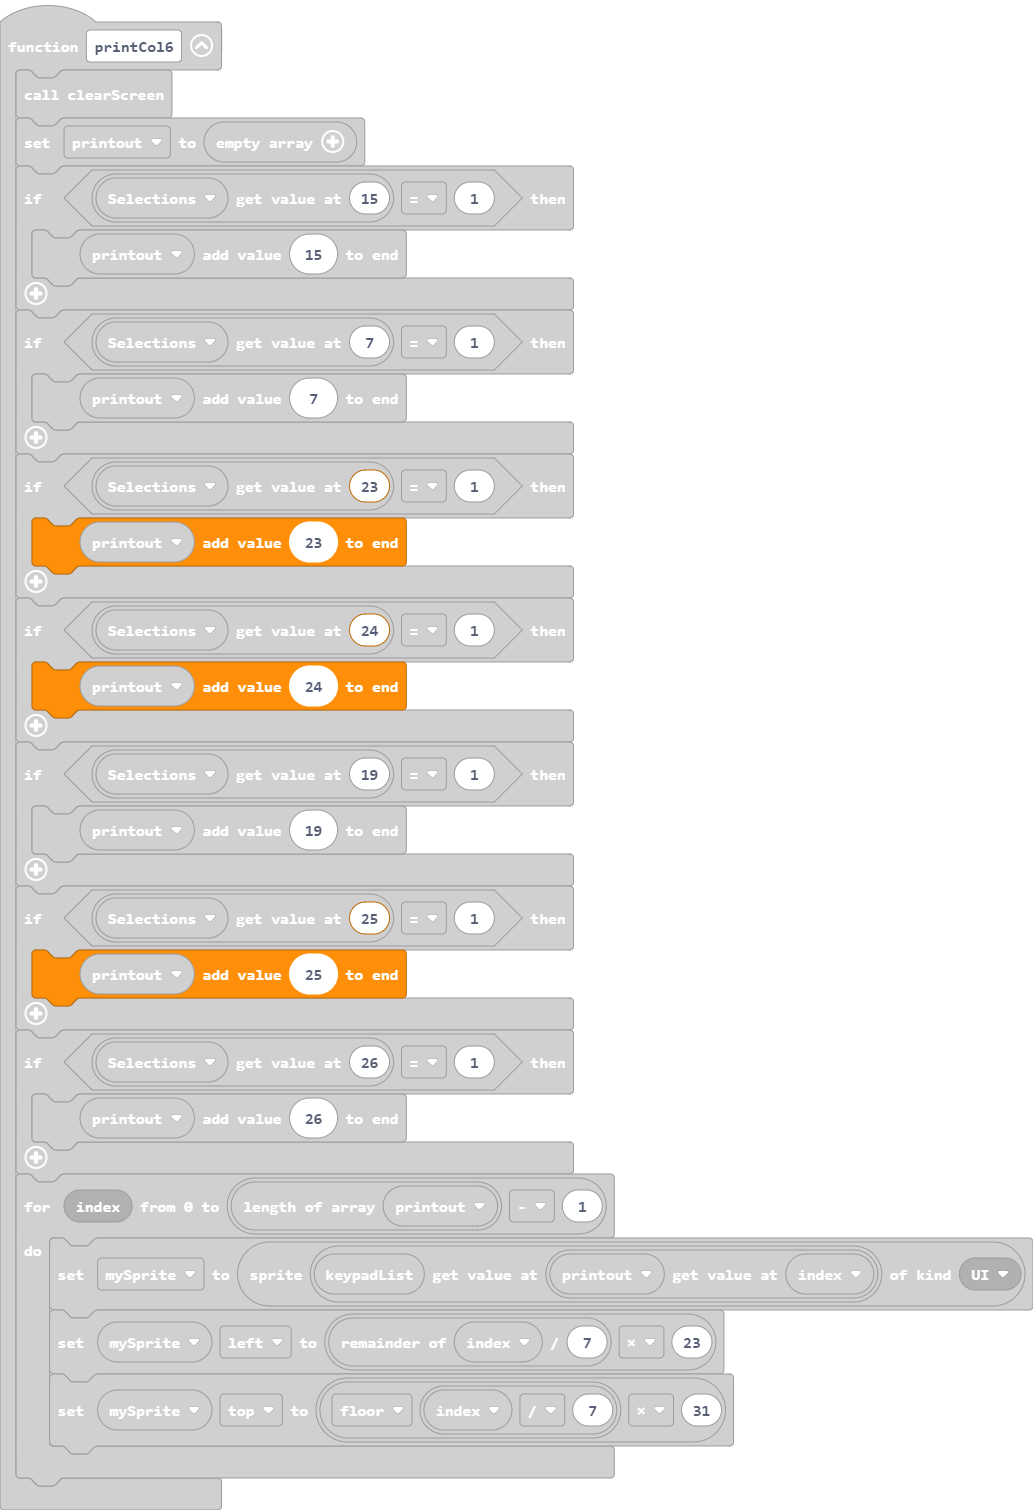 function printCol6
call clearScreen
set printout to empty array
if Selections get value at 15 = 1 then
printout add value 15 to end
if Selections get value at 7 = 1 then
printout add value 7 to end
if Selections get value at 23 = 1 then
printout add value 23 to end
if Selections get value at 24 = 1 then
printout add value 24 to end
if Selections get value at 19 = 1 then
printout add value 19 to end
if Selections get value at 25 = 1 then
printout add value 25 to end
if Selections get value at 26 = 1 then
printout add value 26 to end
for index from 0 to length of array printout - 1
do
set mySprite to sprite keypadList get value at printout get value at index of kind UI
set mySprite left to remainder of index / 7 × 23
set mySprite top to floor index / 7 × 31